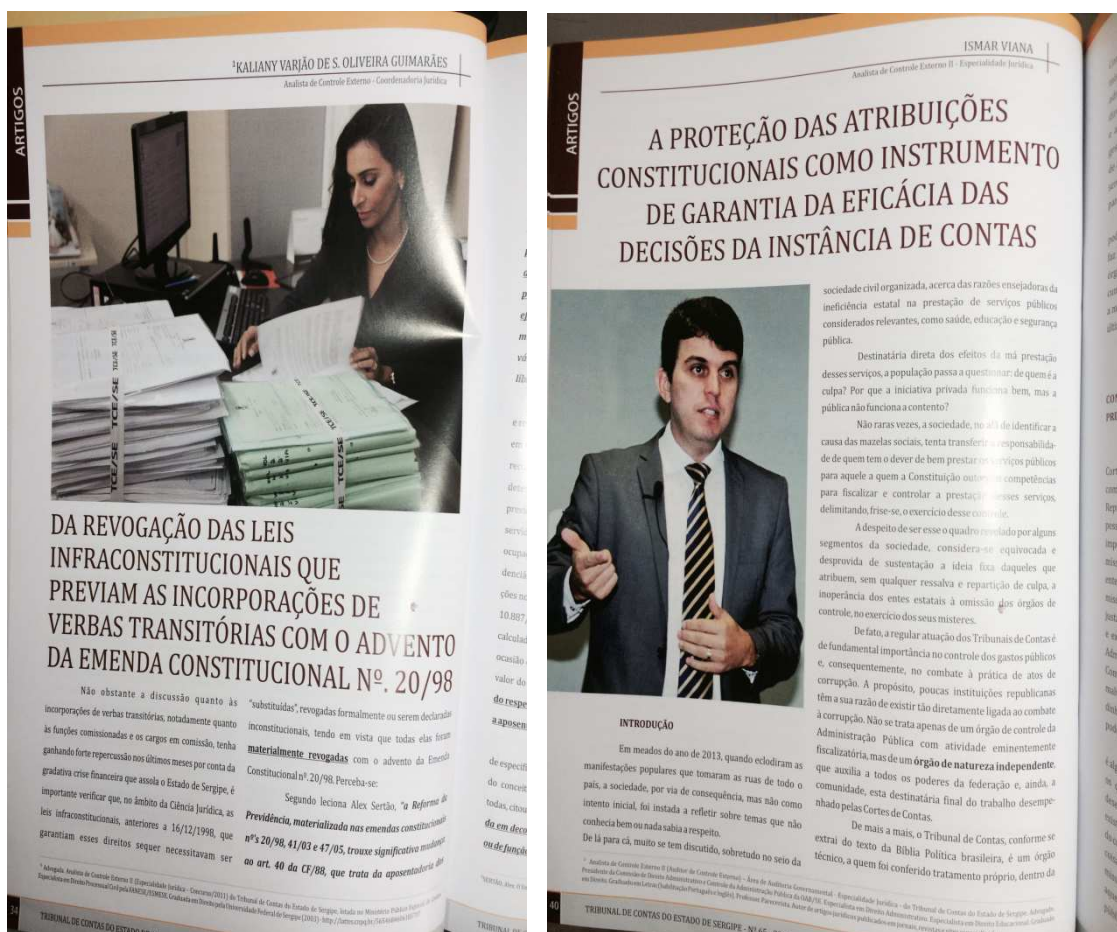 ¹KALIANY VARJÃO DE S. OLIVEIRA GUIMARÃES
Analista de Controle Externo - Coordenadoria Jurídica
ARTIGOS
TCE/SE TCE/SE
TCE/SE TCE/SE
DA REVOGAÇÃO DAS LEIS
INFRACONSTITUCIONAIS QUE
PREVIAM AS INCORPORAÇÕES DE
VERBAS TRANSITÓRIAS COM O ADVENTO
DA EMENDA CONSTITUCIONAL Nº. 20/98
Não obstante a discussão quanto às
incorporações de verbas transitórias, notadamente quanto
às funções comissionadas e os cargos em comissão, tenha
ganhando forte repercussão nos últimos meses por conta da
gradativa crise financeira que assola o Estado de Sergipe, é
importante verificar que, no âmbito da Ciência Jurídica, as
leis infraconstitucionais, anteriores a 16/12/1998, que
garantiam esses direitos sequer necessitavam ser
"substituídas", revogadas formalmente ou serem declaradas
inconstitucionais, tendo em vista que todas elas foram
materialmente revogadas com o advento da Emenda
Constitucional nº. 20/98. Perceba-se:
Segundo leciona Alex Sertão, "a Reforma da
Previdência, materializada nas emendas constitucionais
nºs 20/98, 41/03 e 47/05, trouxe significativa mudança
ao art. 40 da CF/88, que trata da aposentadoria dos
34
TRIBUNAL DE CONTAS DO ESTADO
ISMAR VIANA
Analista de Controle Externo II - Especialidade Jurídica
ARTIGOS
A PROTEÇÃO DAS ATRIBUIÇÕES
CONSTITUCIONAIS COMO INSTRUMENTO
DE GARANTIA DA EFICÁCIA DAS
DECISÕES DA INSTÂNCIA DE CONTAS
INTRODUÇÃO
Em meados do ano de 2013, quando eclodiram as
manifestações populares que tomaram as ruas de todo o
país, a sociedade, por via de consequência, mas não como
intento inicial, foi instada a refletir sobre temas que não
conhecia bem ou nada sabia a respeito.
De lá para cá, muito se tem discutido, sobretudo no seio da
sociedade civil organizada, acerca das razões ensejadoras da
ineficiência estatal na prestação de serviços públicos
considerados relevantes, como saúde, educação e segurança
pública.
Destinatária direta dos efeitos da má prestação
desses serviços, a população passa a questionar: de quem é a
culpa? Por que a iniciativa privada funciona bem, mas a
pública não funciona a contento?
Não raras vezes, a sociedade, no afã de identificar a
causa das mazelas sociais, tenta transferir a responsabilida-
de de quem tem o dever de bem prestar os serviços públicos
para aquele a quem a Constituição outorgou competências
para fiscalizar e controlar a prestação desses serviços,
delimitando, frise-se, o exercício desse controle.
A despeito de ser esse o quadro revelado por alguns
segmentos da sociedade, considera-se equivocada e
desprovida de sustentação a ideia fixa daqueles que
atribuem, sem qualquer ressalva e repartição de culpa, a
inoperância dos entes estatais à omissão dos órgãos de
controle, no exercício dos seus misteres.
De fato, a regular atuação dos Tribunais de Contas é
de fundamental importância no controle dos gastos públicos
e, consequentemente, no combate à prática de atos de
corrupção. A propósito, poucas instituições republicanas
têm a sua razão de existir tão diretamente ligada ao combate
à corrupção. Não se trata apenas de um órgão de controle da
Administração Pública com atividade eminentemente
fiscalizatória, mas de um órgão de natureza independente,
que auxilia a todos os poderes da federação e, ainda, a
comunidade, esta destinatária final do trabalho desempe-
nhado pelas Cortes de Contas.
De mais a mais, o Tribunal de Contas, conforme se
extrai do texto da Bíblia Política brasileira, é um órgão
técnico, a quem foi conferido tratamento próprio, dentro da
40
TRIBUNAL DE CONTAS DO ESTADO DE SERGIPE - Nº 65